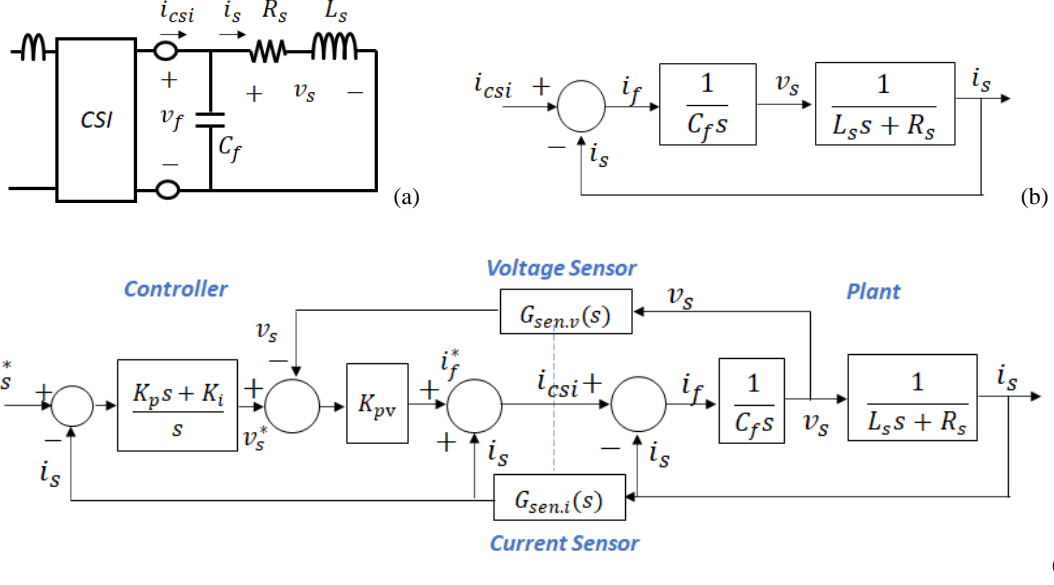 i_csi i_s R_s L_s
+ + v_s −
CSI v_f C_f
−
(a)
i_csi + i_f 1/(C_f s) v_s 1/(L_s s + R_s) i_s
− i_s
(b)
Voltage Sensor
Controller
G_sen.v(s) v_s Plant
v_s
−
* s + (K_p s + K_i)/s + v_s* K_pv i_f* + i_csi + i_f 1/(C_f s) v_s 1/(L_s s + R_s) i_s
− i_s + i_s − i_s
G_sen.i(s)
Current Sensor